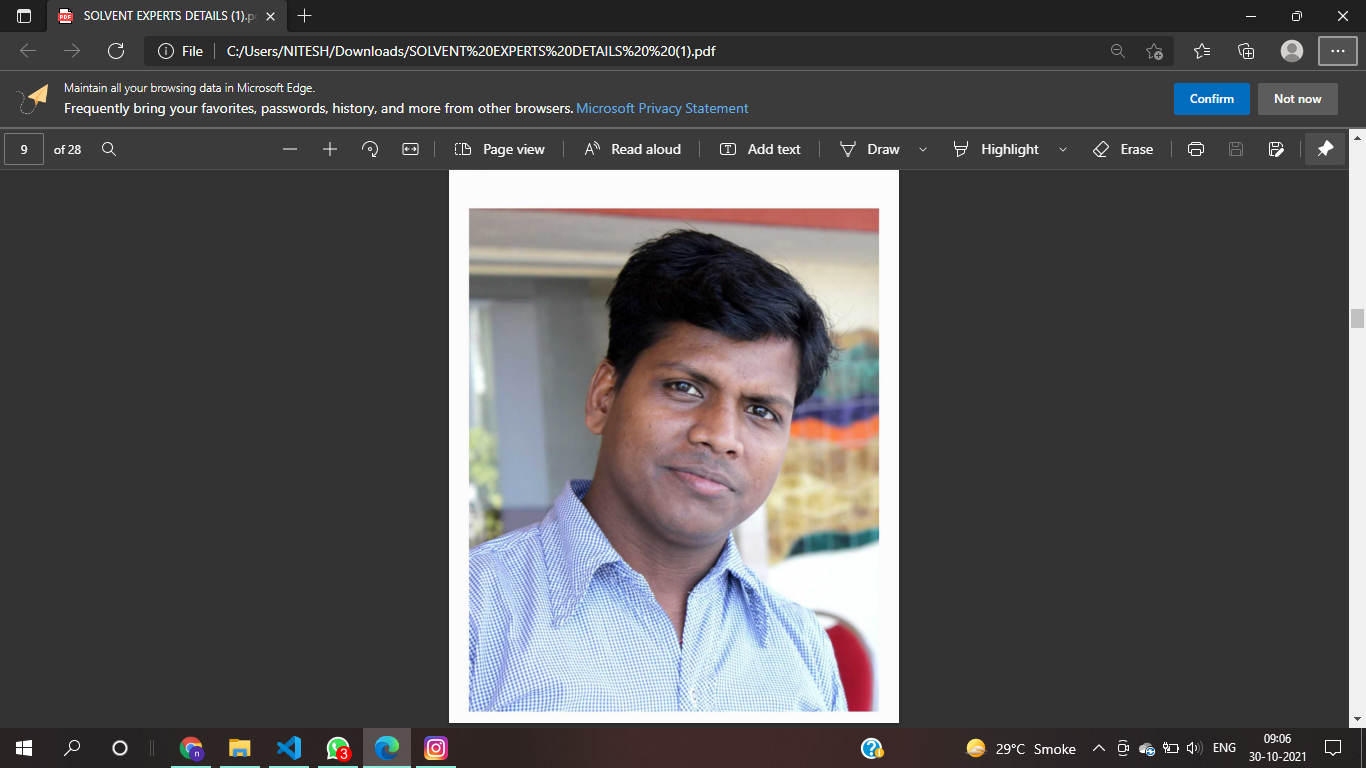 SOLVENT EXPERTS DETAILS (1).p
File
C:/Users/NITESH/Downloads/SOLVENT%20EXPERTS%20DETAILS%20%20(1).pdf
Maintain all your browsing data in Microsoft Edge.
Frequently bring your favorites, passwords, history, and more from other browsers. Microsoft Privacy Statement
Confirm
Not now
9 of 28
Page view
Read aloud
Add text
Draw
Highlight
Erase
PDF
n
3
29°C Smoke
ENG
09:06
30-10-2021